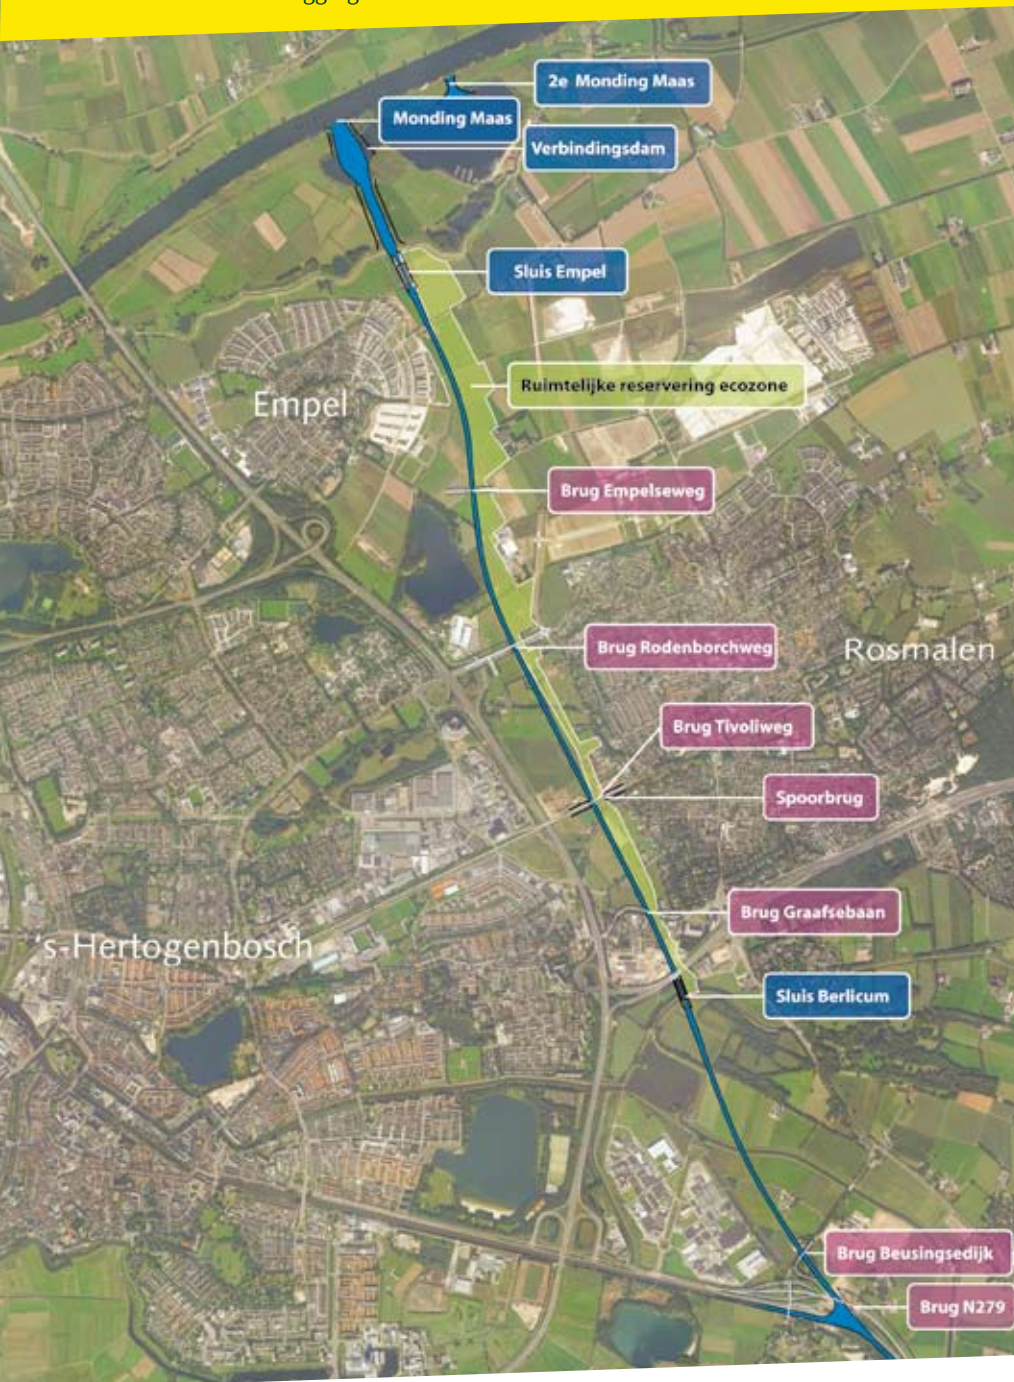 2e Monding Maas
Monding Maas
Verbindingsdam
Sluis Empel
Ruimtelijke reservering ecozone
Empel
Brug Empelseweg
Brug Rodenborchweg
Rosmalen
Brug Tivoliweg
Spoorbrug
Brug Graafsebaan
's-Hertogenbosch
Sluis Berlicum
Brug Beusingsedijk
Brug N279